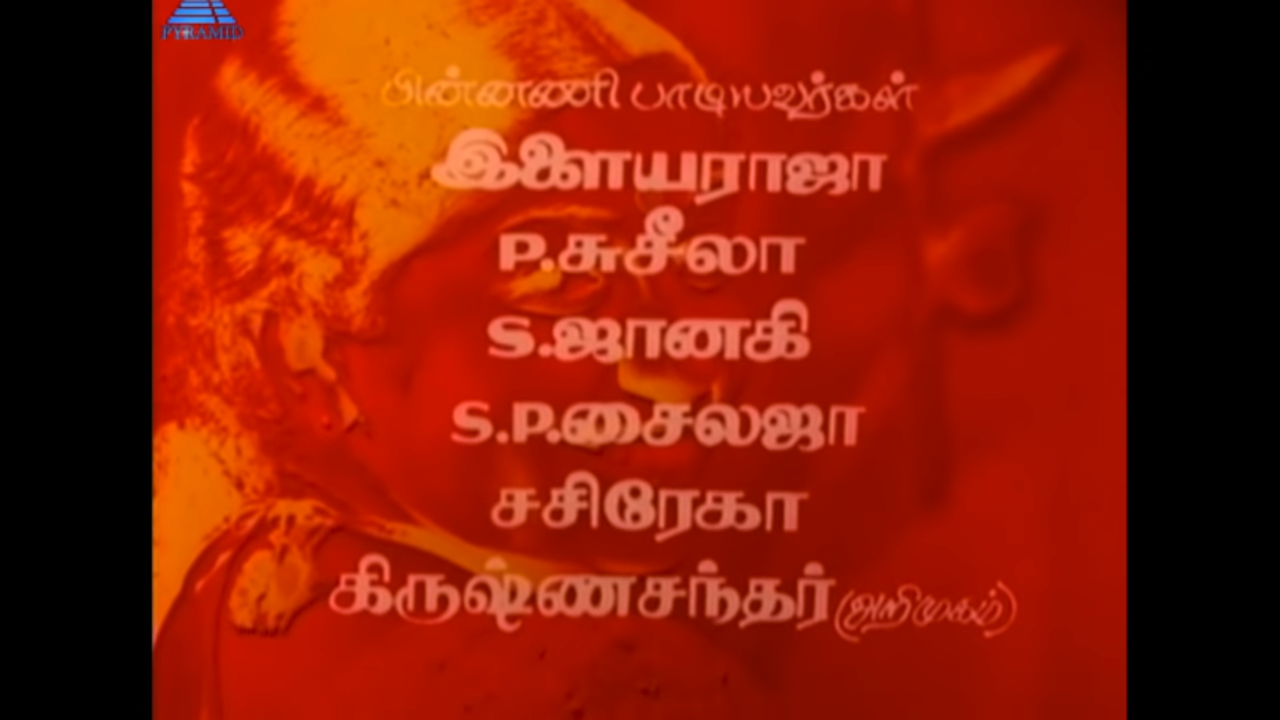 PYRAMID
பின்னணி பாடியவர்கள்
இளையராஜா
P.சுசீலா
S.ஜானகி
S.P.சைலஜா
சசிரேகா
கிருஷ்ணசந்தர் (அறிமுகம்)